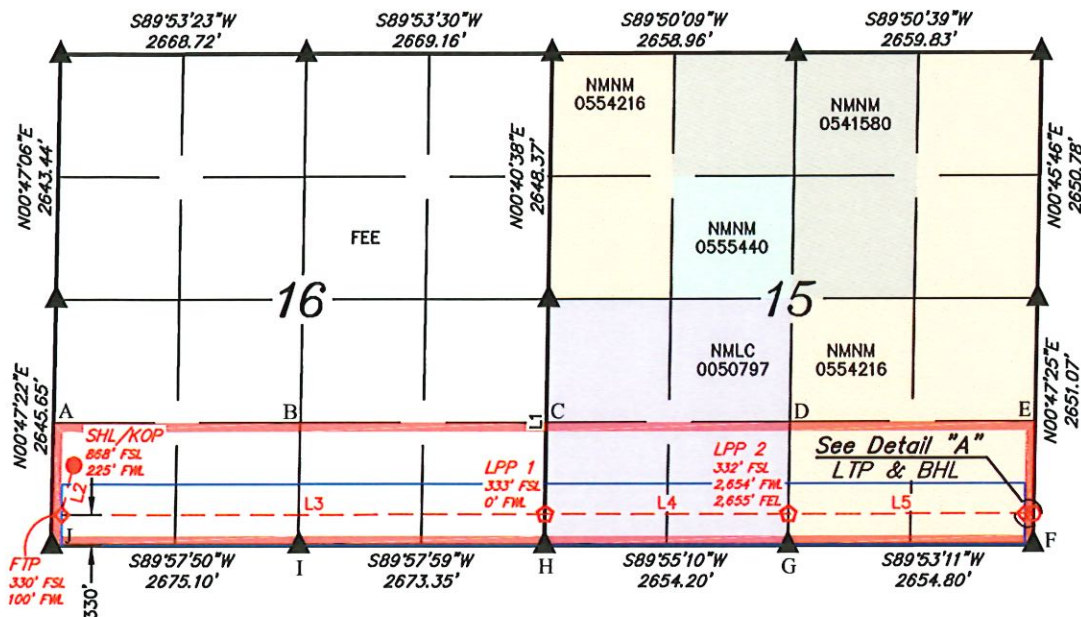 S89°53'23"W
2668.72'
S89°53'30"W
2669.16'
S89°50'09"W
2658.96'
S89°50'39"W
2659.83'
N00°47'06"E
2643.44'
N00°40'38"E
2648.37'
N00°45'46"E
2650.78'
NMNM
0554216
NMNM
0541580
FEE
NMNM
0555440
16
15
N00°47'22"E
2645.65'
NMLC
0050797
NMNM
0554216
N00°47'25"E
2651.07'
A
B
L1
C
D
E
SHL/KOP
868' FSL
225' FWL
L2
LPP 1
333' FSL
0' FWL
LPP 2
332' FSL
2,654' FWL
2,655' FEL
See Detail "A"
LTP & BHL
L3
L4
L5
J
I
H
G
F
FTP
330' FSL
100' FWL
330'
S89°57'50"W
2675.10'
S89°57'59"W
2673.35'
S89°55'10"W
2654.20'
S89°53'11"W
2654.80'